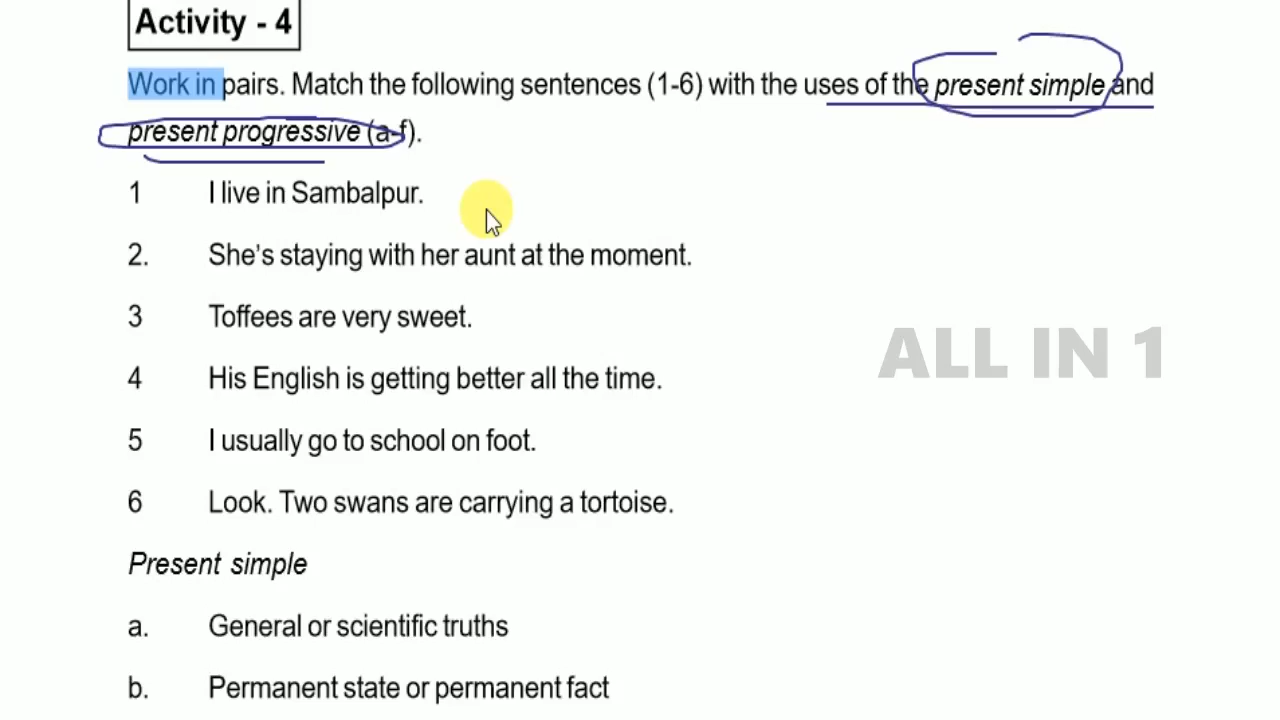 Activity - 4
Work in pairs. Match the following sentences (1-6) with the uses of the present simple and
present progressive (a-f).
1 I live in Sambalpur.
2. She's staying with her aunt at the moment.
3 Toffees are very sweet.
ALL IN 1
4 His English is getting better all the time.
5 I usually go to school on foot.
6 Look. Two swans are carrying a tortoise.
Present simple
a. General or scientific truths
b. Permanent state or permanent fact